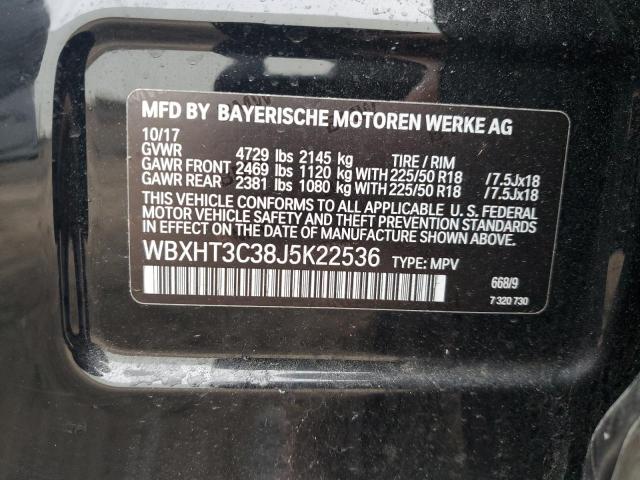 MFD BY BAYERISCHE MOTOREN WERKE AG
10/17
GVWR 4729 lbs 2145 kg TIRE / RIM
GAWR FRONT 2469 lbs 1120 kg WITH 225/50 R18 /7.5Jx18
GAWR REAR 2381 lbs 1080 kg WITH 225/50 R18 /7.5Jx18
THIS VEHICLE CONFORMS TO ALL APPLICABLE U. S. FEDERAL
MOTOR VEHICLE SAFETY AND THEFT PREVENTION STANDARDS
IN EFFECT ON THE DATE OF MANUFACTURE SHOWN ABOVE.
WBXHT3C38J5K22536 TYPE: MPV
668/9
7 320 730